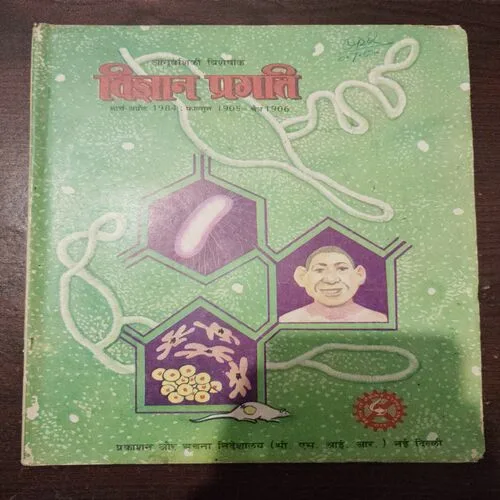 आनुवंशिकी विशेषांक
विज्ञान प्रगति
मार्च-अप्रैल 1984 : फाल्गुन 1905- चैत्र 1906
प्रकाशन और सूचना निदेशालय (सी. एस. आई. आर.) नई दिल्ली